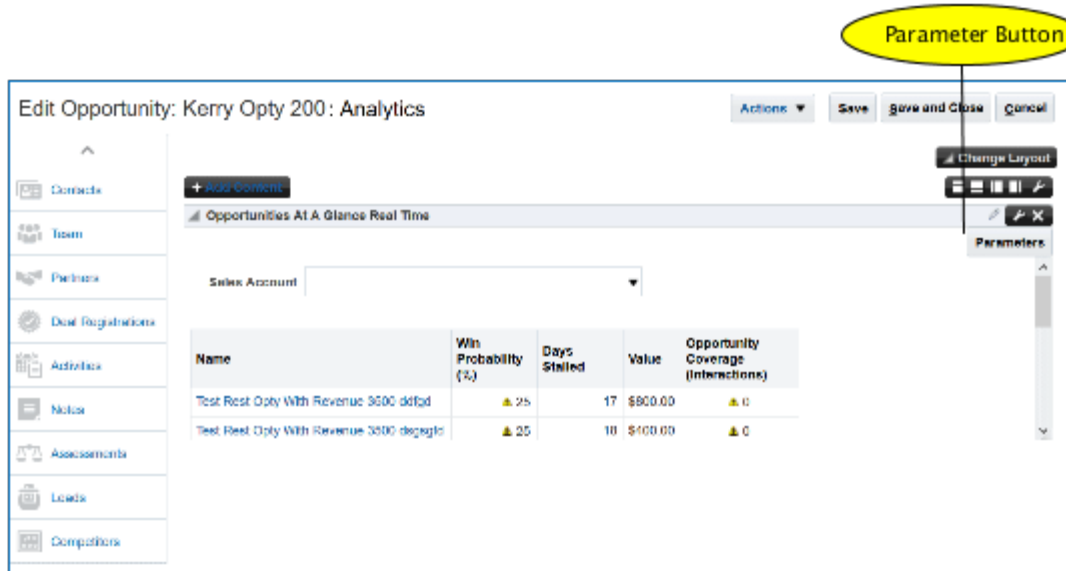 Parameter Button
Edit Opportunity: Kerry Opty 200: Analytics
Actions
Save
Save and Close
Cancel
Change Layout
Contacts
Add Content
Opportunities At A Glance Real Time
Team
Parameters
Partners
Sales Account
Deal Registrations
Name
Win Probability (%)
Days Stalled
Value
Opportunity Coverage (Interactions)
Activities
Test Rest Opty With Revenue 3600 ddfgd 25 17 $800.00 0
Notes
Test Rest Opty With Revenue 3500 25 18 $400.00 0
Assessments
Leads
Competitors